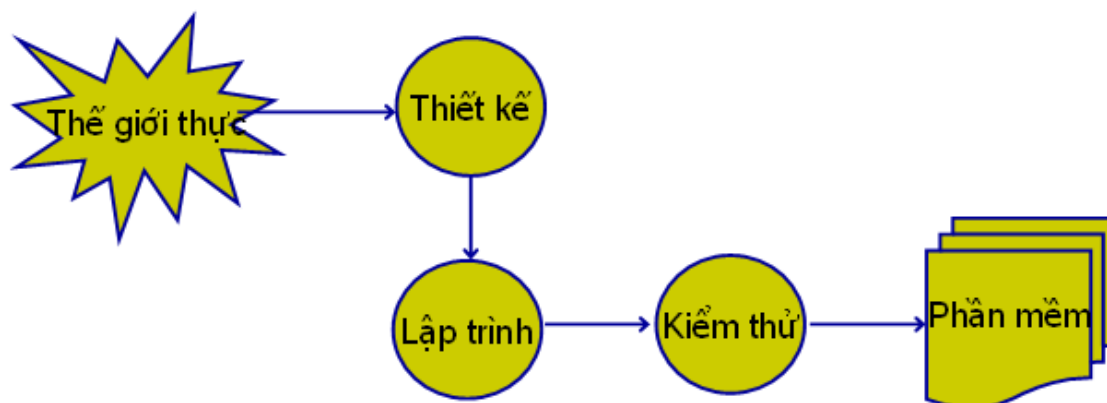 Thế giới thực
Thiết kế
Lập trình
Kiểm thử
Phần mềm